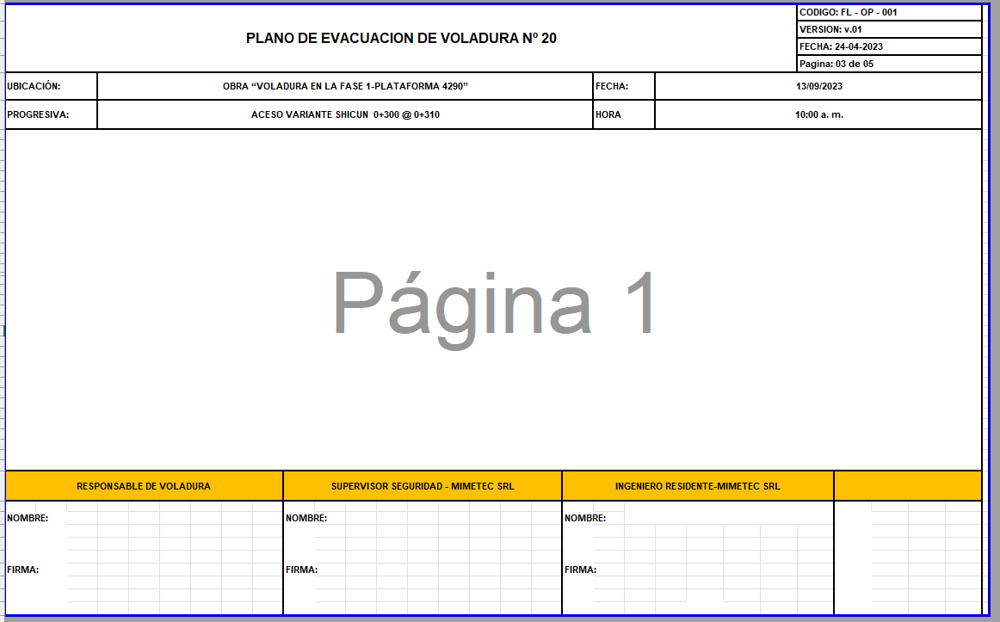 PLANO DE EVACUACION DE VOLADURA Nº 20
CODIGO: FL - OP - 001
VERSION: v.01
FECHA: 24-04-2023
Pagina: 03 de 05
UBICACIÓN: OBRA “VOLADURA EN LA FASE 1-PLATAFORMA 4290” FECHA: 13/09/2023
PROGRESIVA: ACESO VARIANTE SHICUN 0+300 @ 0+310 HORA 10:00 a. m.
Página 1
RESPONSABLE DE VOLADURA SUPERVISOR SEGURIDAD - MIMETEC SRL INGENIERO RESIDENTE-MIMETEC SRL
NOMBRE: NOMBRE: NOMBRE:
FIRMA: FIRMA: FIRMA: